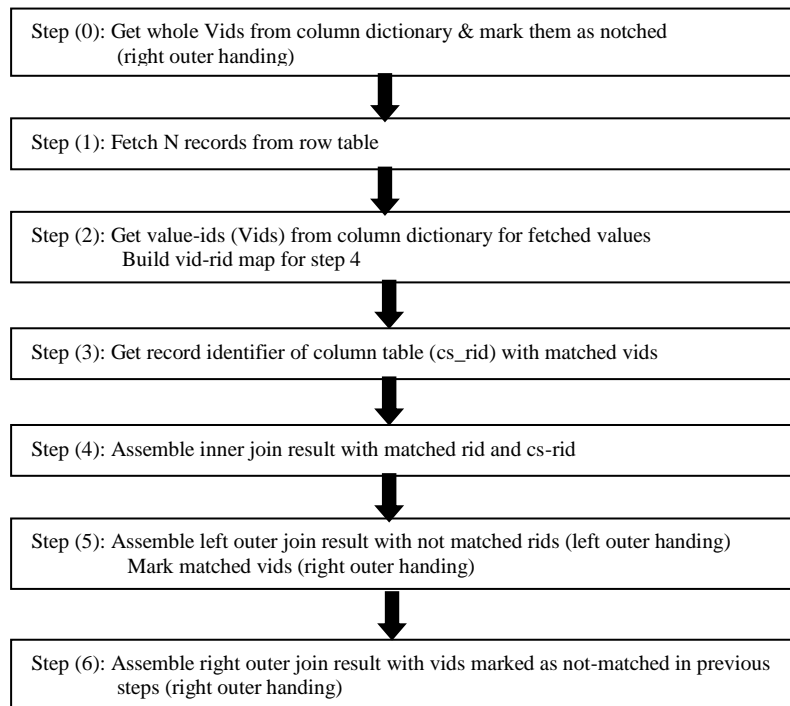 Step (0): Get whole Vids from column dictionary & mark them as notched
(right outer handing)
Step (1): Fetch N records from row table
Step (2): Get value-ids (Vids) from column dictionary for fetched values
Build vid-rid map for step 4
Step (3): Get record identifier of column table (cs_rid) with matched vids
Step (4): Assemble inner join result with matched rid and cs-rid
Step (5): Assemble left outer join result with not matched rids (left outer handing)
Mark matched vids (right outer handing)
Step (6): Assemble right outer join result with vids marked as not-matched in previous
steps (right outer handing)